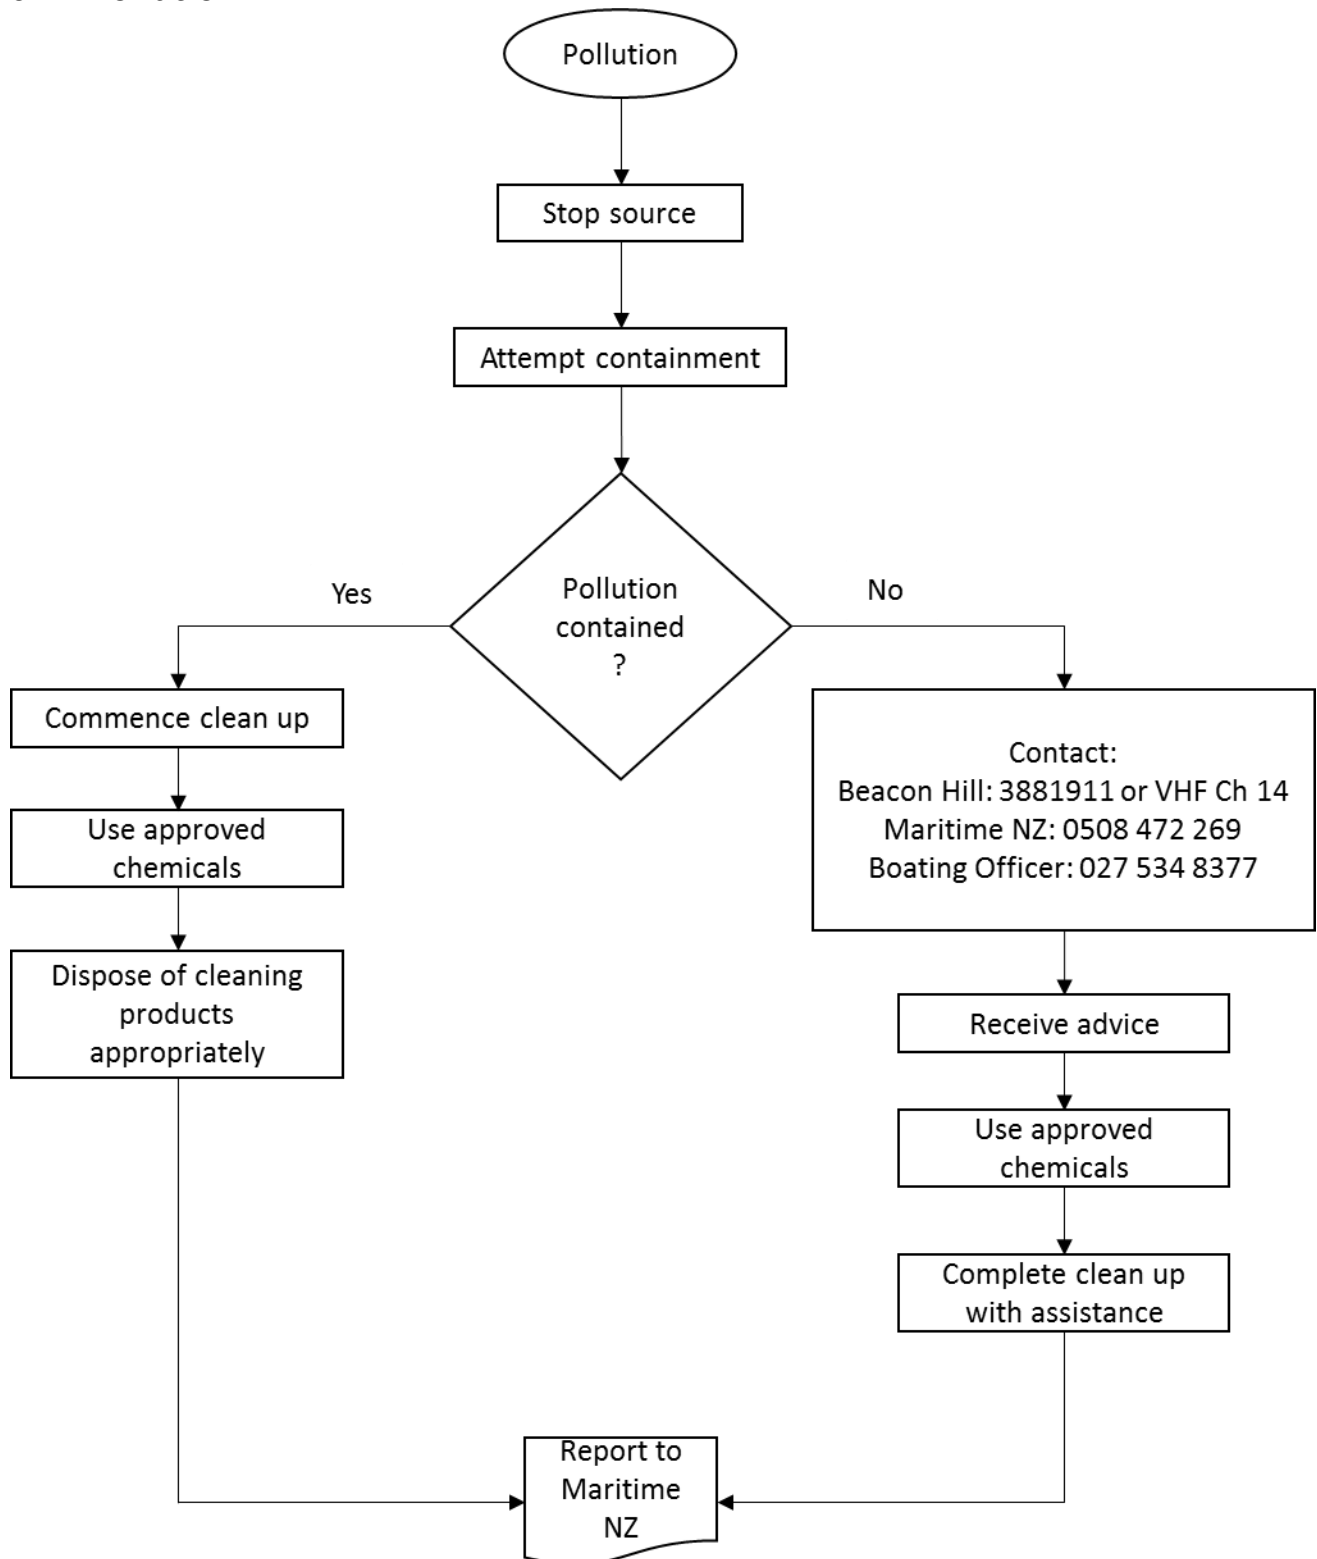 Pollution
Stop source
Attempt containment
Pollution
contained
?
Yes
No
Commence clean up
Use approved
chemicals
Dispose of cleaning
products
appropriately
Contact:
Beacon Hill: 3881911 or VHF Ch 14
Maritime NZ: 0508 472 269
Boating Officer: 027 534 8377
Receive advice
Use approved
chemicals
Complete clean up
with assistance
Report to
Maritime
NZ